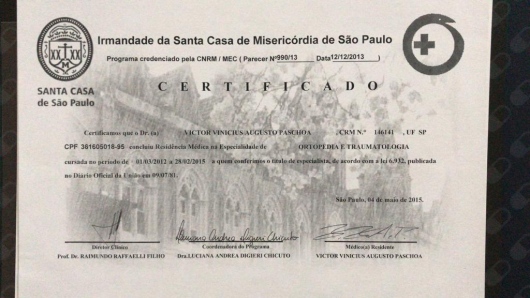 Irmandade da Santa Casa de Misericórdia de São Paulo
Programa credenciado pela CNRM / MEC ( Parecer Nº 990/13 Data 12/12/2013 )
SANTA CASA
de São Paulo
CERTIFICADO
Certificamos que o Dr.(a) VICTOR VINICIUS AUGUSTO PASCHOA , CRM N.º 146141 , UF SP
CPF 381605018-95 concluiu Residência Médica na Especialidade de ORTOPEDIA E TRAUMATOLOGIA
cursada no período de 01/03/2012 a 28/02/2015 e quem conferimos o título de especialista, de acordo com a lei 6.932, publicada
no Diário Oficial da União em 09.07/81.
São Paulo, 04 de maio de 2015.
Diretor Clínico
Prof. Dr. RAIMUNDO RAFFAELLI FILHO
Coordenadora do Programa
Dra.LUCIANA ANDREA DIGIERI CHICUTO
Médico(a) Residente
VICTOR VINICIUS AUGUSTO PASCHOA